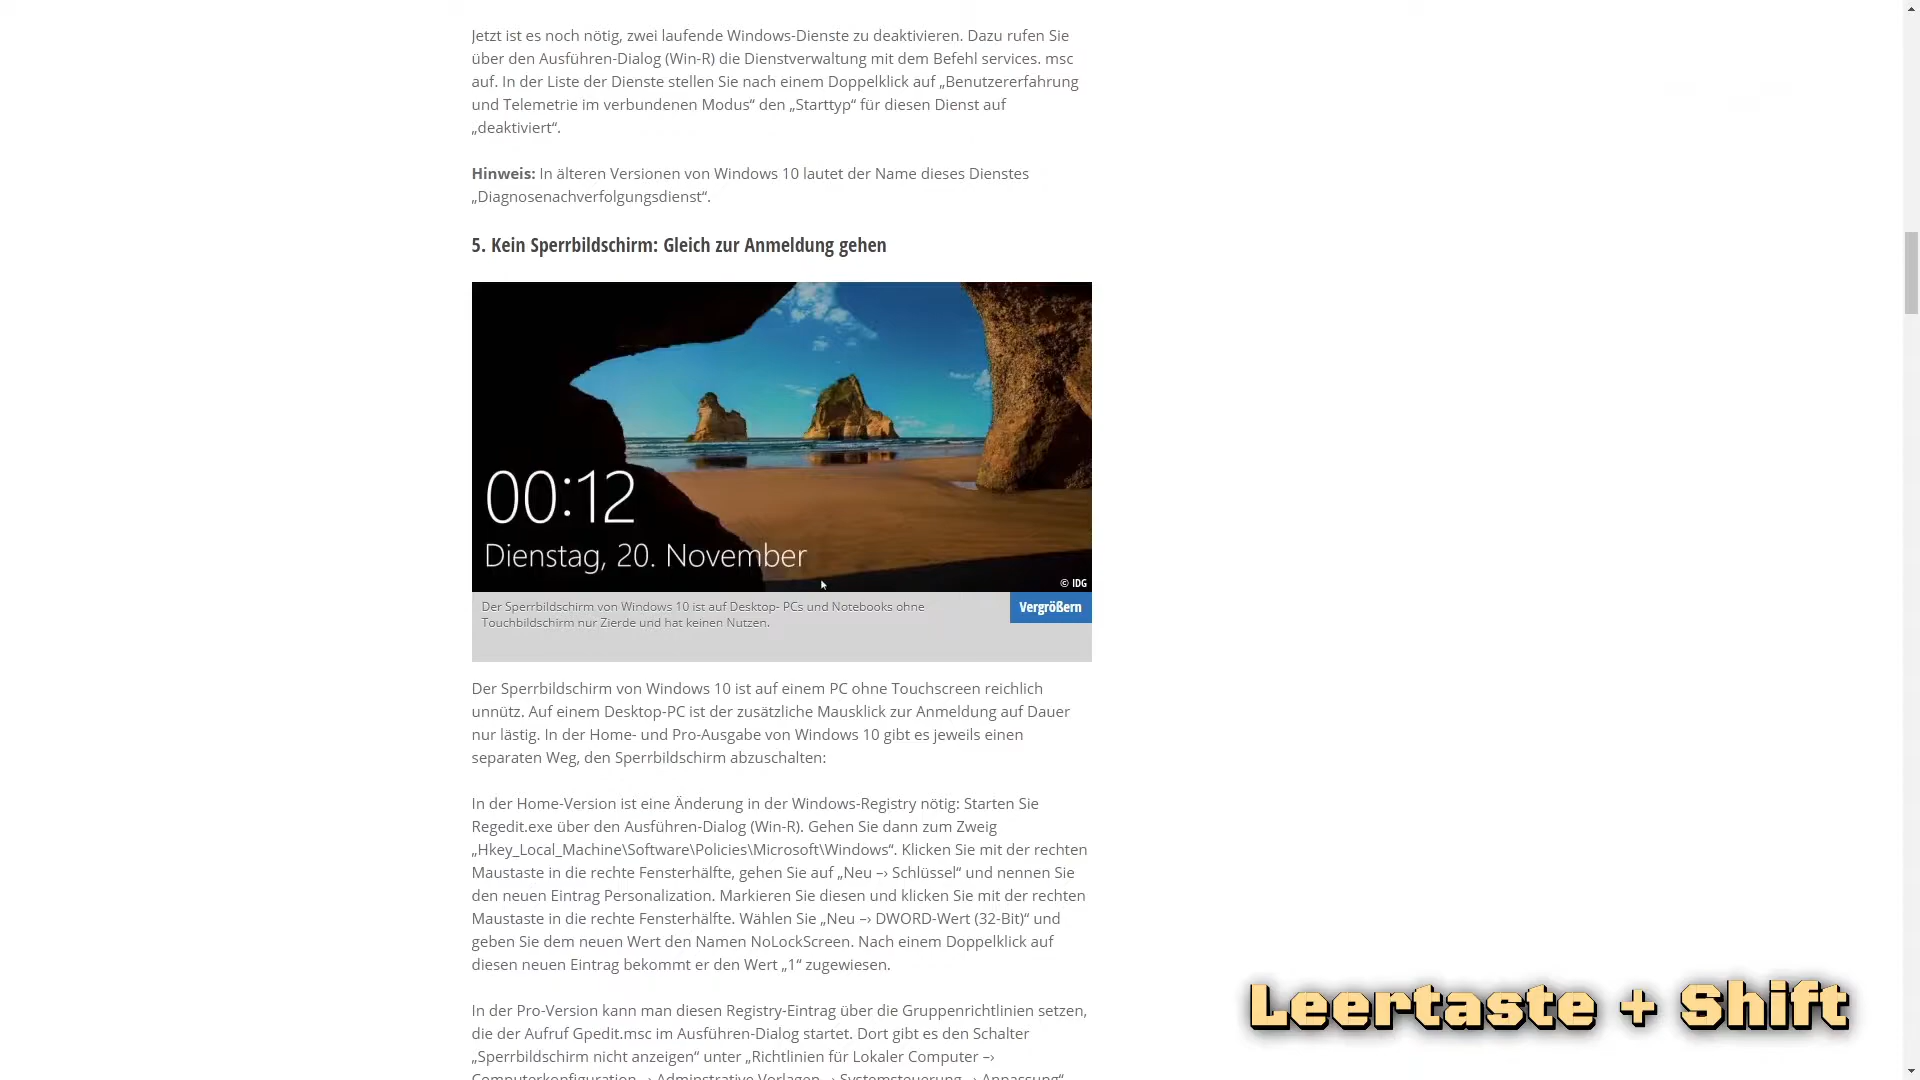 Jetzt ist es noch nötig, zwei laufende Windows-Dienste zu deaktivieren. Dazu rufen Sie
über den Ausführen-Dialog (Win-R) die Dienstverwaltung mit dem Befehl services. msc
auf. In der Liste der Dienste stellen Sie nach einem Doppelklick auf „Benutzererfahrung
und Telemetrie im verbundenen Modus“ den „Starttyp“ für diesen Dienst auf
„deaktiviert“.
Hinweis: In älteren Versionen von Windows 10 lautet der Name dieses Dienstes
„Diagnosenachverfolgungsdienst“.
5. Kein Sperrbildschirm: Gleich zur Anmeldung gehen
00:12
Dienstag, 20. November
© IDG
Der Sperrbildschirm von Windows 10 ist auf Desktop- PCs und Notebooks ohne
Touchbildschirm nur Zierde und hat keinen Nutzen.
Vergrößern
Der Sperrbildschirm von Windows 10 ist auf einem PC ohne Touchscreen reichlich
unnütz. Auf einem Desktop-PC ist der zusätzliche Mausklick zur Anmeldung auf Dauer
nur lästig. In der Home- und Pro-Ausgabe von Windows 10 gibt es jeweils einen
separaten Weg, den Sperrbildschirm abzuschalten:
In der Home-Version ist eine Änderung in der Windows-Registry nötig: Starten Sie
Regedit.exe über den Ausführen-Dialog (Win-R). Gehen Sie dann zum Zweig
„Hkey_Local_Machine\Software\Policies\Microsoft\Windows“. Klicken Sie mit der rechten
Maustaste in die rechte Fensterhälfte, gehen Sie auf „Neu –› Schlüssel“ und nennen Sie
den neuen Eintrag Personalization. Markieren Sie diesen und klicken Sie mit der rechten
Maustaste in die rechte Fensterhälfte. Wählen Sie „Neu –› DWORD-Wert (32-Bit)“ und
geben Sie dem neuen Wert den Namen NoLockScreen. Nach einem Doppelklick auf
diesen neuen Eintrag bekommt er den Wert „1“ zugewiesen.
In der Pro-Version kann man diesen Registry-Eintrag über die Gruppenrichtlinien setzen,
die der Aufruf Gpedit.msc im Ausführen-Dialog startet. Dort gibt es den Schalter
„Sperrbildschirm nicht anzeigen“ unter „Richtlinien für Lokaler Computer –›
Computerkonfiguration –› Adminstrative Vorlagen –› Systemsteuerung –› Anpassung“
Leertaste + Shift